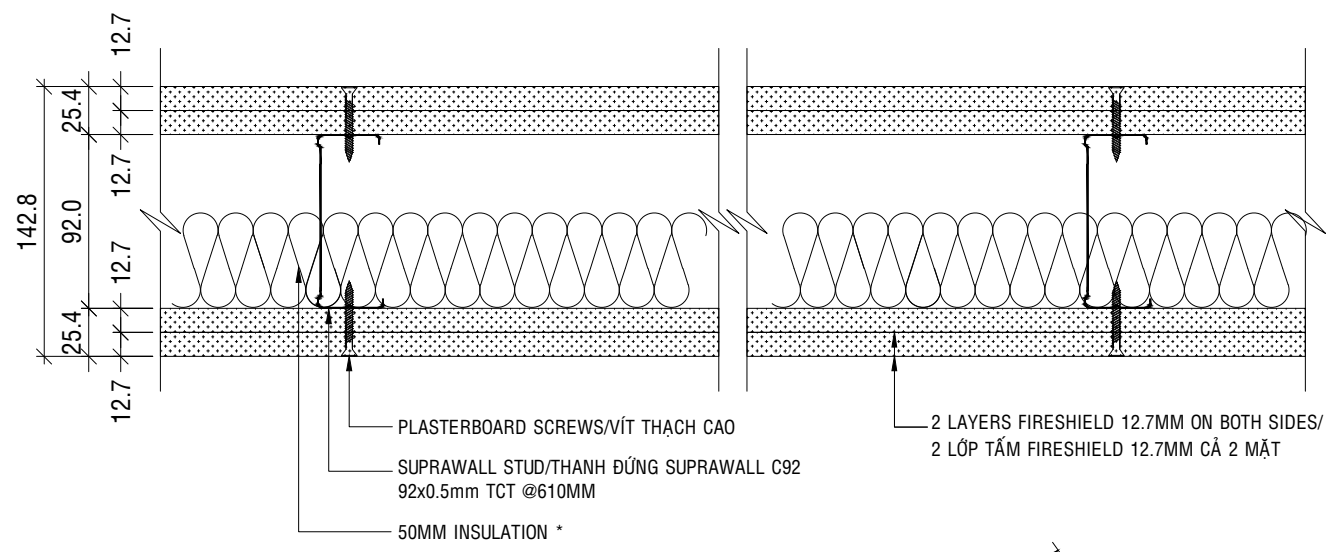 12.7
25.4
12.7
142.8
92.0
12.7
25.4
12.7
PLASTERBOARD SCREWS/VÍT THẠCH CAO
SUPRAWALL STUD/THANH ĐỨNG SUPRAWALL C92
92x0.5mm TCT @610MM
50MM INSULATION *
2 LAYERS FIRESHIELD 12.7MM ON BOTH SIDES/
2 LỚP TẤM FIRESHIELD 12.7MM CẢ 2 MẶT